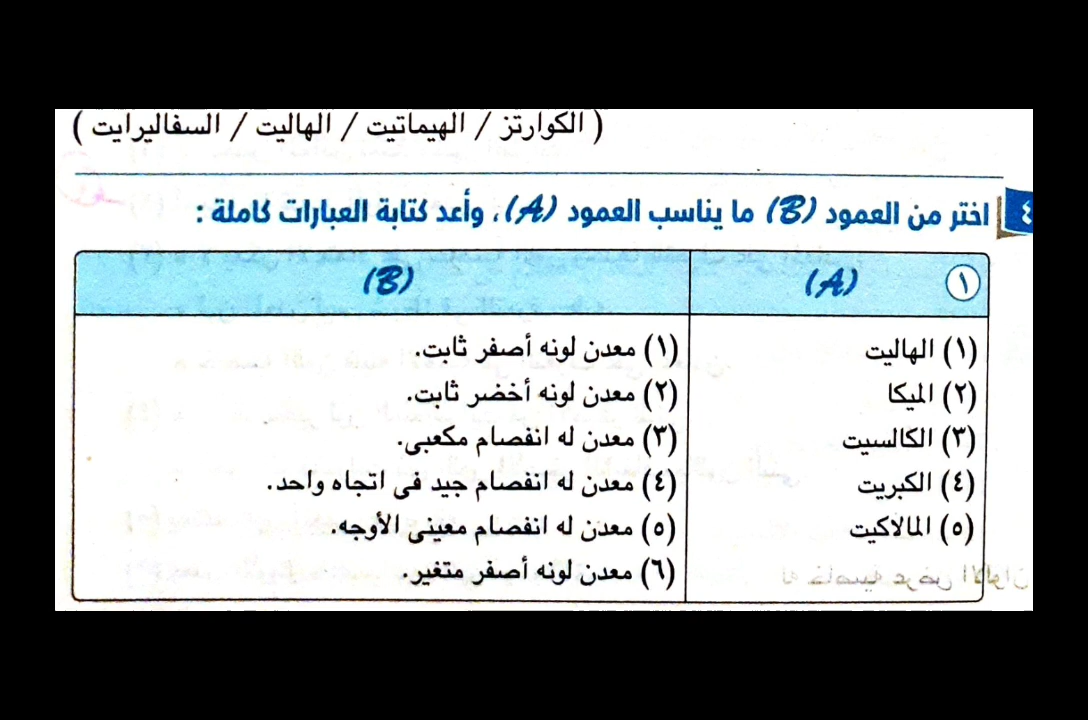 ( الكوارتز / الهيماتيت / الهاليت / السفاليرايت )
٤ اختر من العمود (B) ما يناسب العمود (A)، وأعد كتابة العبارات كاملة :
١ (A) (B)
(١) الهاليت (١) معدن لونه أصفر ثابت.
(٢) الميكا (٢) معدن لونه أخضر ثابت.
(٣) الكالسيت (٣) معدن له انفصام مكعبى.
(٤) الكبريت (٤) معدن له انفصام جيد فى اتجاه واحد.
(٥) المالاكيت (٥) معدن له انفصام معينى الأوجه.
(٦) معدن لونه أصفر متغير.